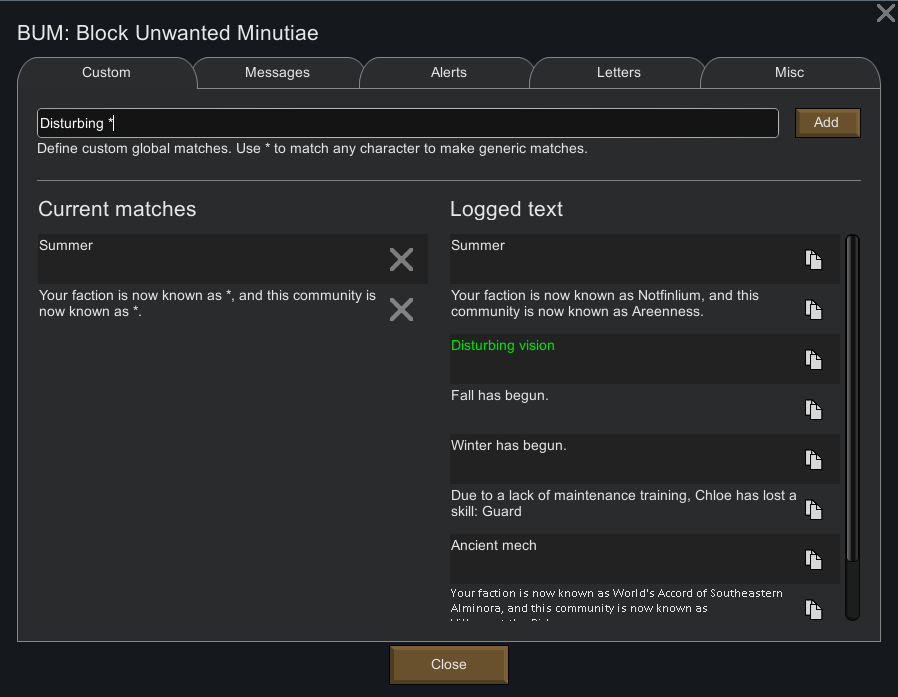 BUM: Block Unwanted Minutiae
Custom
Messages
Alerts
Letters
Misc
Disturbing *
Add
Define custom global matches. Use * to match any character to make generic matches.
Current matches
Summer
Your faction is now known as *, and this community is
now known as *.
Logged text
Summer
Your faction is now known as Notfinlium, and this
community is now known as Areenness.
Disturbing vision
Fall has begun.
Winter has begun.
Due to a lack of maintenance training, Chloe has lost a
skill: Guard
Ancient mech
Your faction is now known as World's Accord of Southeastern
Alminora, and this community is now known as
Close